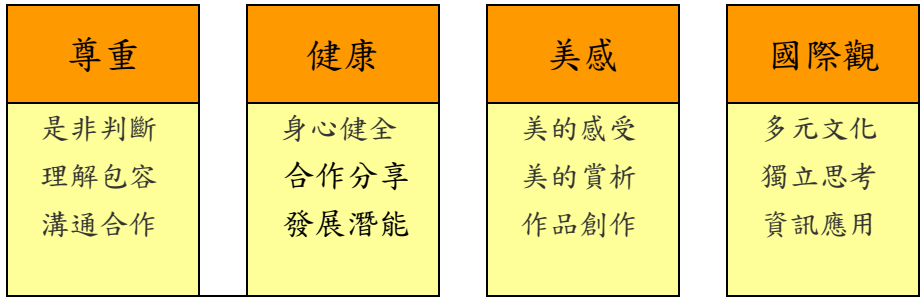 尊重
是非判斷
理解包容
溝通合作
健康
身心健全
合作分享
發展潛能
美感
美的感受
美的賞析
作品創作
國際觀
多元文化
獨立思考
資訊應用